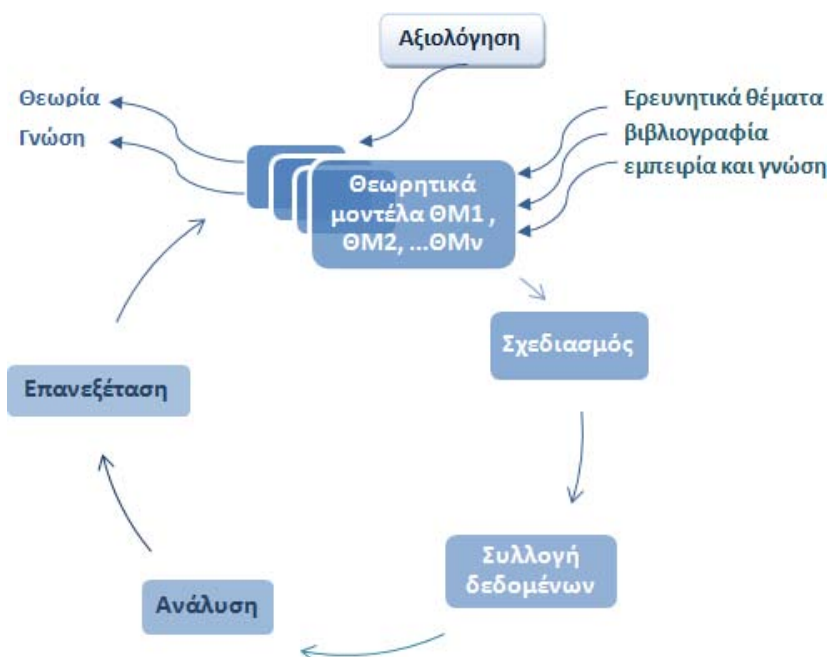 Αξιολόγηση
Θεωρία
Γνώση
Ερευνητικά θέματα
βιβλιογραφία
εμπειρία και γνώση
Θεωρητικά
μοντέλα ΘΜ1 ,
ΘΜ2, ...ΘΜν
Σχεδιασμός
Συλλογή
δεδομένων
Ανάλυση
Επανεξέταση